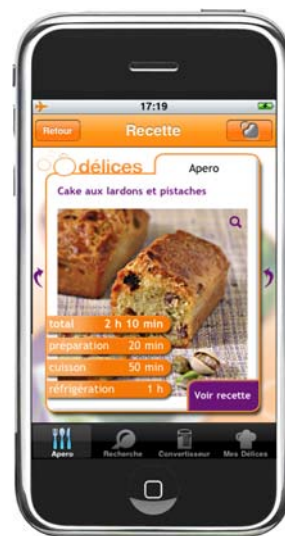 17:19
Retour Recette
Ô délices Apero
Cake aux lardons et pistaches
total 2 h 10 min
préparation 20 min
cuisson 50 min
réfrigération 1 h
Voir recette
Apero Recherche Convertisseur Mes Délices